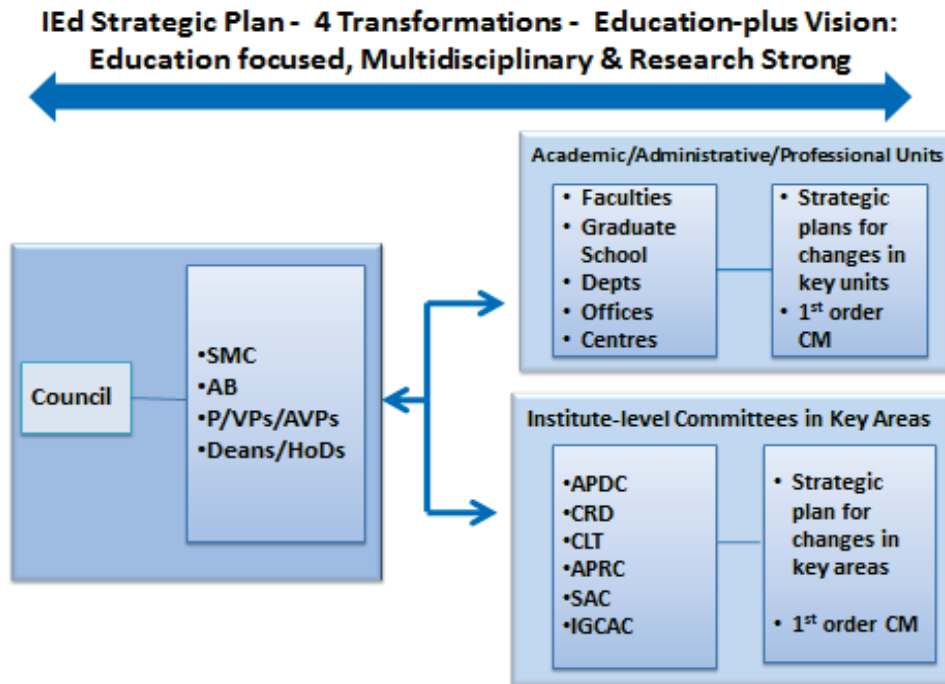 IEd Strategic Plan - 4 Transformations - Education-plus Vision:
Education focused, Multidisciplinary & Research Strong
Council
•SMC
•AB
•P/VPs/AVPs
•Deans/HoDs
Academic/Administrative/Professional Units
• Faculties
• Graduate
School
• Depts
• Offices
• Centres
• Strategic
plans for
changes in
key units
• 1st order
CM
Institute-level Committees in Key Areas
•APDC
•CRD
•CLT
•APRC
•SAC
•IGCAC
• Strategic
plan for
changes in
key areas
• 1st order CM